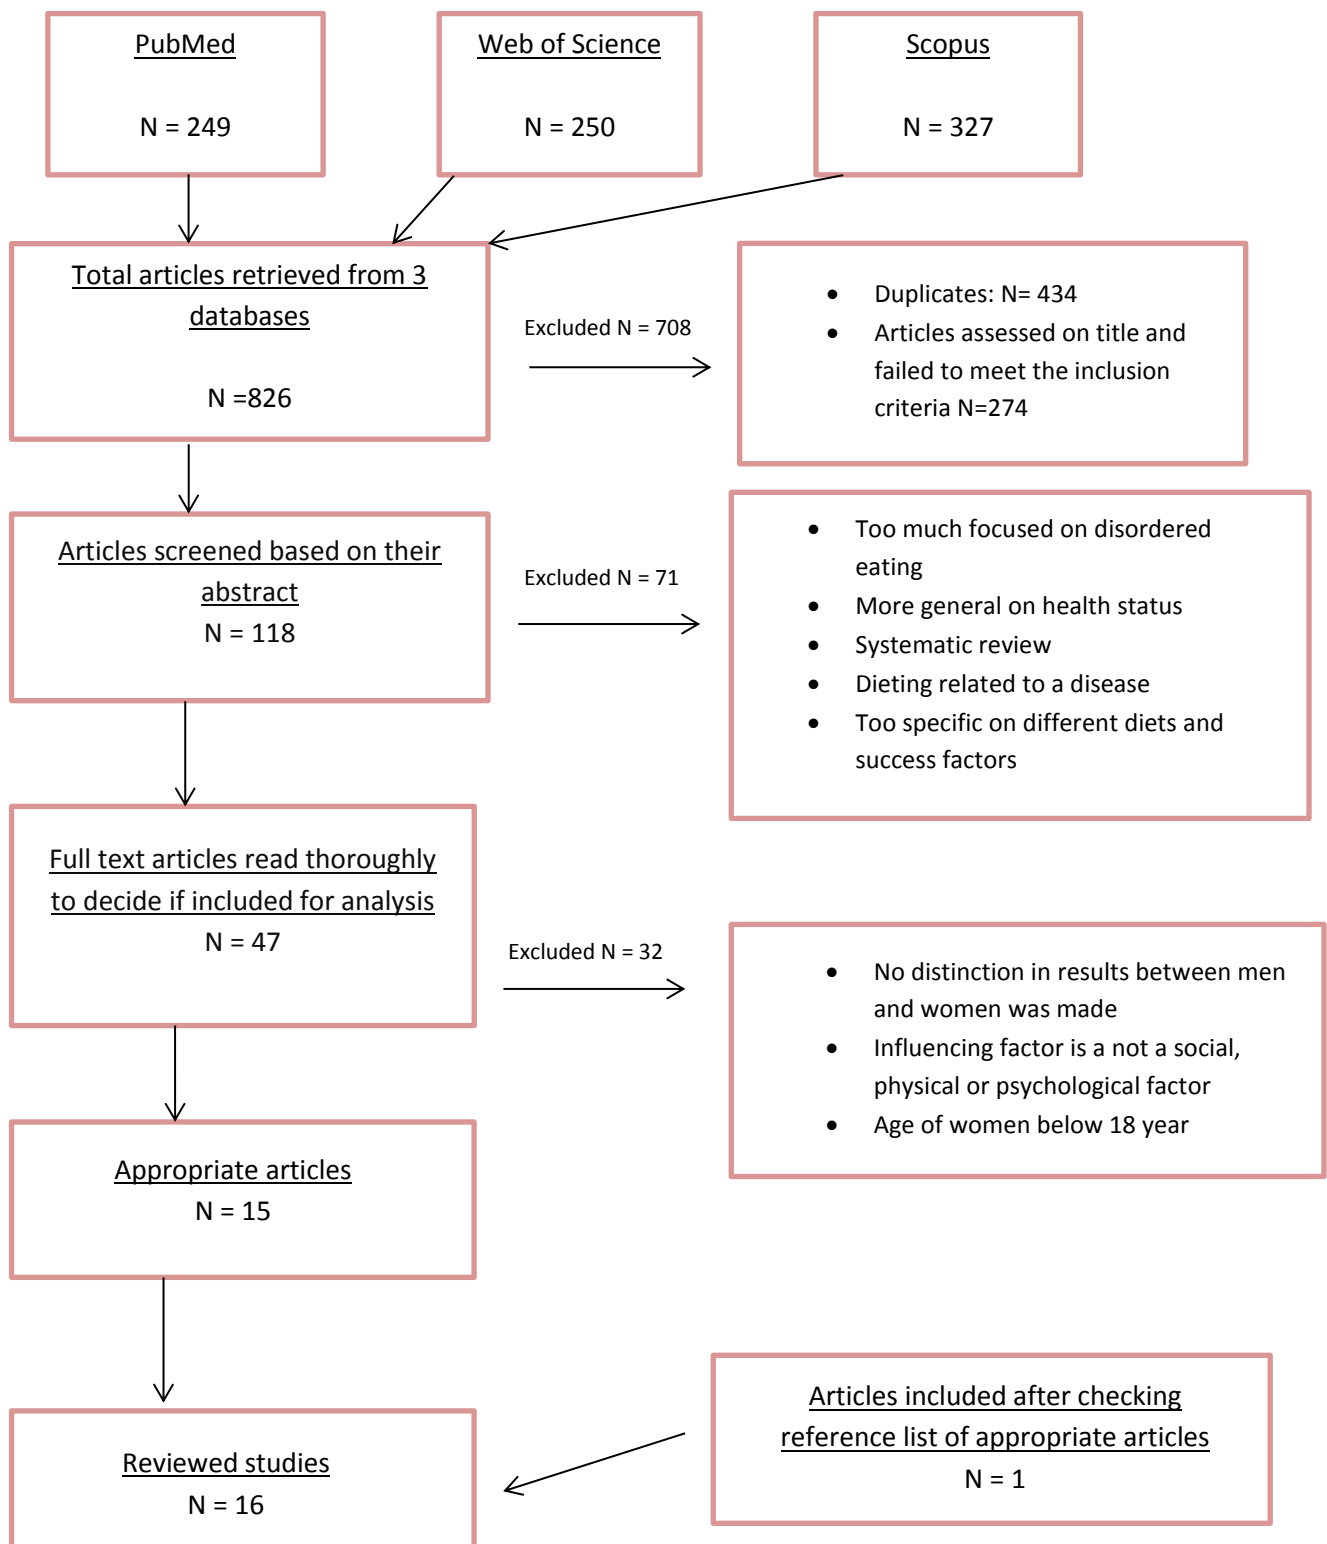 PubMed
N = 249
Web of Science
N = 250
Scopus
N = 327
Total articles retrieved from 3
databases
N =826
Excluded N = 708
• Duplicates: N= 434
• Articles assessed on title and
failed to meet the inclusion
criteria N=274
Articles screened based on their
abstract
N = 118
Excluded N = 71
• Too much focused on disordered
eating
• More general on health status
• Systematic review
• Dieting related to a disease
• Too specific on different diets and
success factors
Full text articles read thoroughly
to decide if included for analysis
N = 47
Excluded N = 32
• No distinction in results between men
and women was made
• Influencing factor is a not a social,
physical or psychological factor
• Age of women below 18 year
Appropriate articles
N = 15
Articles included after checking
reference list of appropriate articles
N = 1
Reviewed studies
N = 16